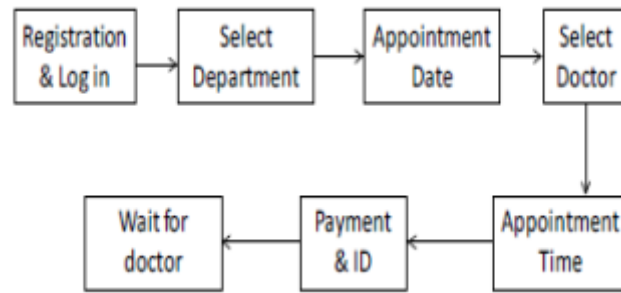 Registration
& Log in
Select
Department
Appointment
Date
Select
Doctor
Wait for
doctor
Payment
& ID
Appointment
Time